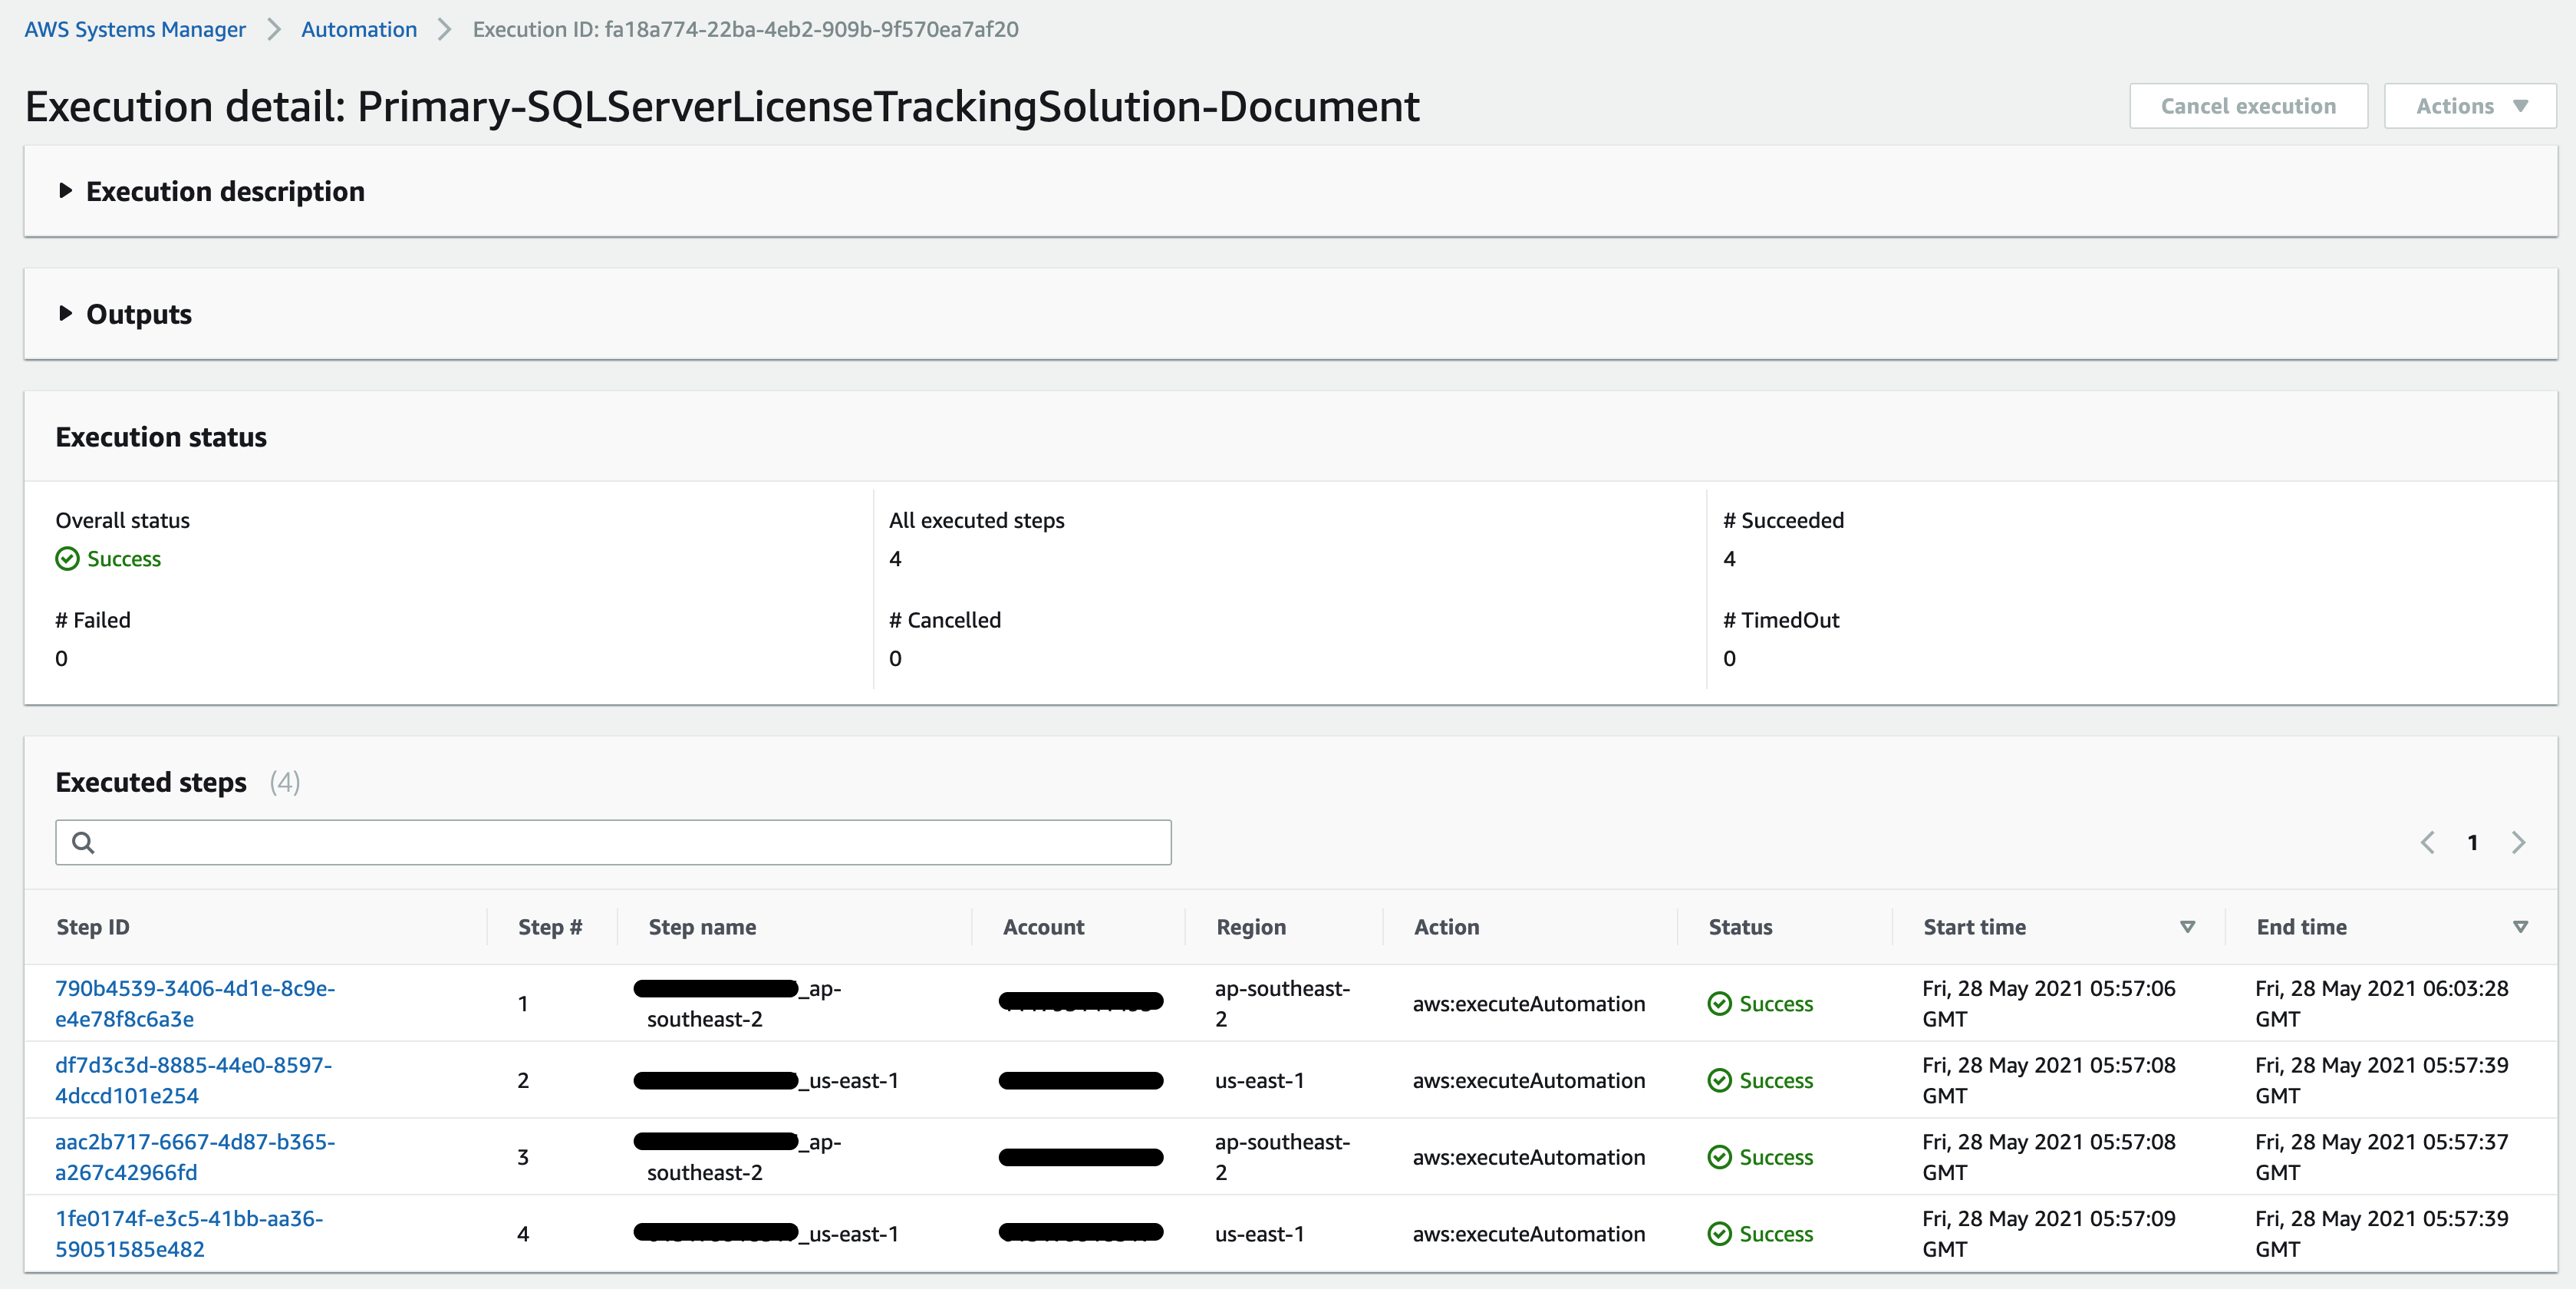 AWS Systems Manager > Automation > Execution ID: fa18a774-22ba-4eb2-909b-9f570ea7af20
Execution detail: Primary-SQLServerLicenseTrackingSolution-Document
Cancel execution
Actions
Execution description
Outputs
Execution status
Overall status
Success
All executed steps
4
# Succeeded
4
# Failed
0
# Cancelled
0
# TimedOut
0
Executed steps (4)
1
Step ID Step # Step name Account Region Action Status Start time End time
790b4539-3406-4d1e-8c9e- _ap- ap-southeast- Fri, 28 May 2021 05:57:06 Fri, 28 May 2021 06:03:28
1 aws:executeAutomation Success
e4e78f8c6a3e southeast-2 2 GMT GMT
df7d3c3d-8885-44e0-8597- Fri, 28 May 2021 05:57:08 Fri, 28 May 2021 05:57:39
2 _us-east-1 us-east-1 aws:executeAutomation Success
4dccd101e254 GMT GMT
aac2b717-6667-4d87-b365- _ap- ap-southeast- Fri, 28 May 2021 05:57:08 Fri, 28 May 2021 05:57:37
3 aws:executeAutomation Success
a267c42966fd southeast-2 2 GMT GMT
1fe0174f-e3c5-41bb-aa36- Fri, 28 May 2021 05:57:09 Fri, 28 May 2021 05:57:39
4 _us-east-1 us-east-1 aws:executeAutomation Success
59051585e482 GMT GMT